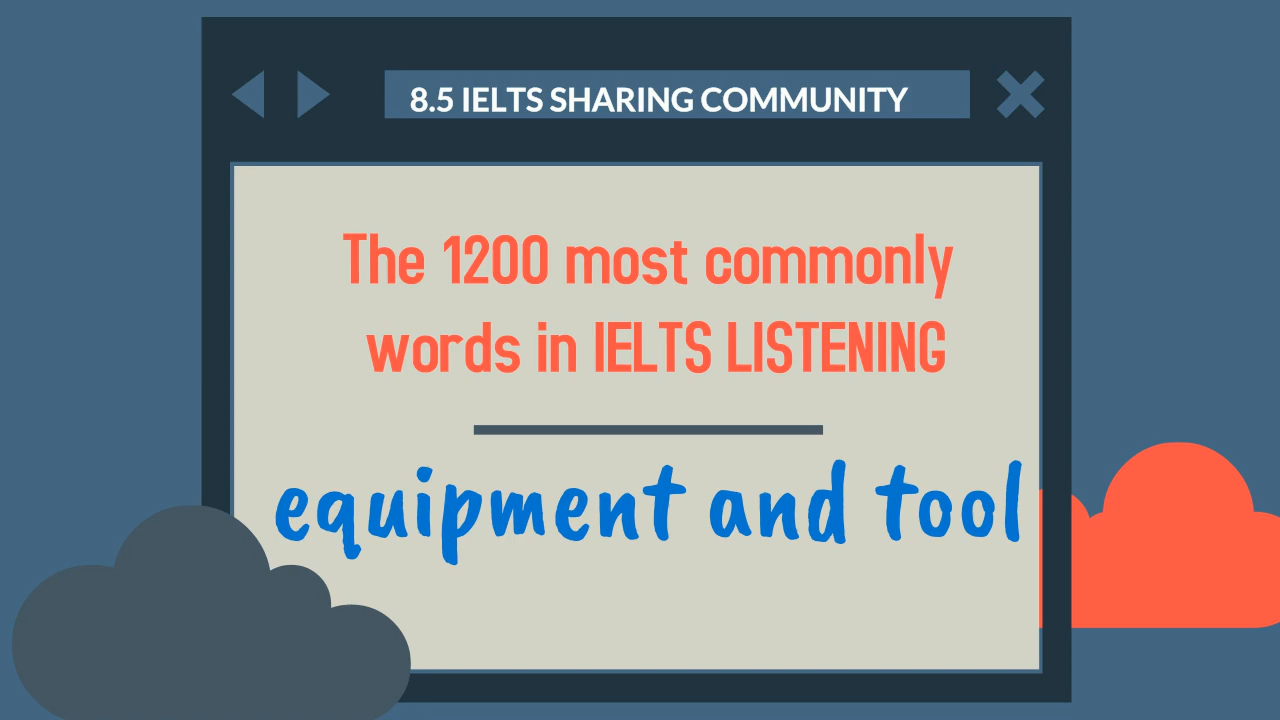 8.5 IELTS SHARING COMMUNITY
The 1200 most commonly
words in IELTS LISTENING
equipment and tool